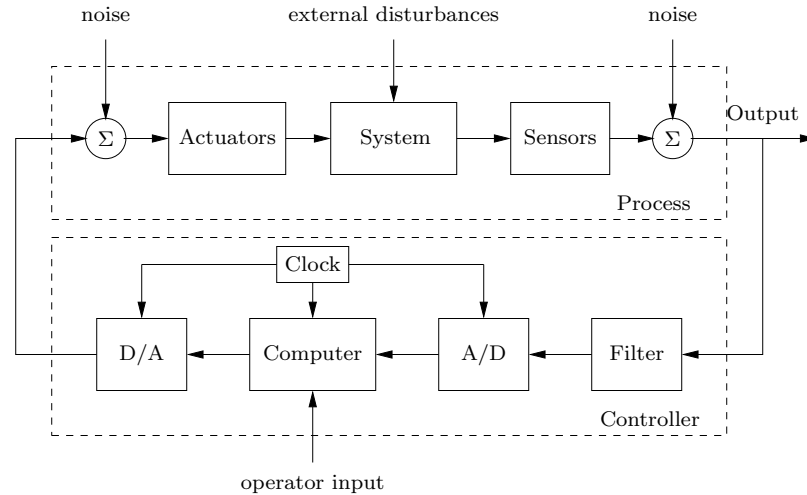 noise
external disturbances
noise
Output
Σ
Actuators
System
Sensors
Σ
Process
Clock
D/A
Computer
A/D
Filter
Controller
operator input